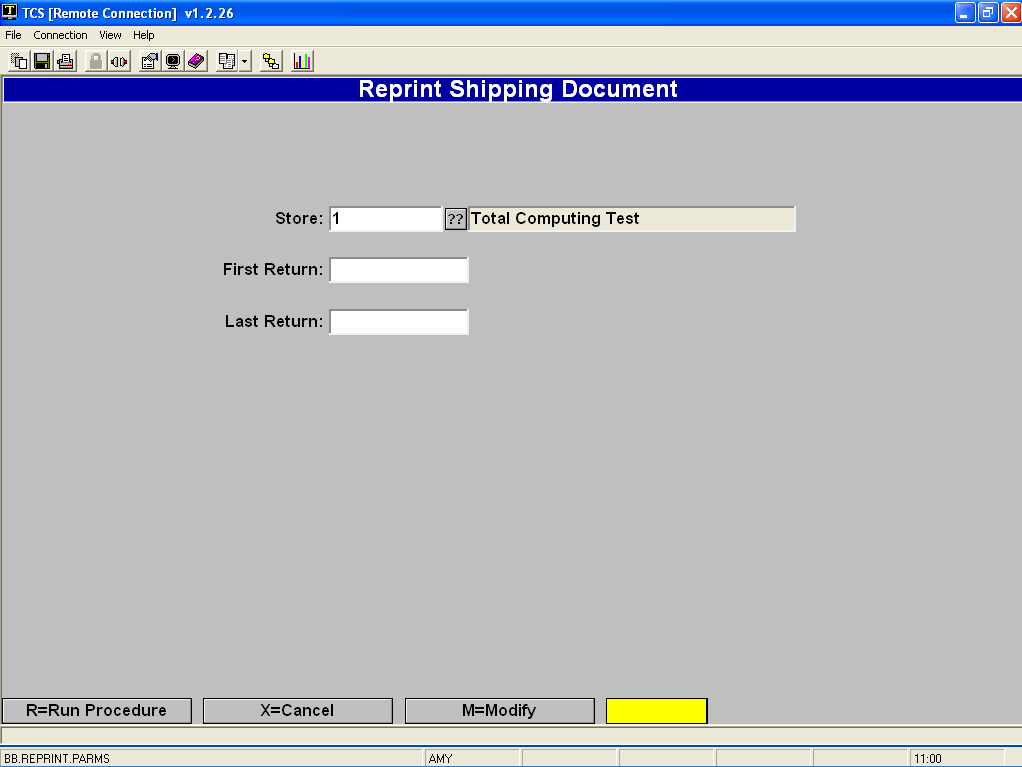 TCS [Remote Connection] v1.2.26
File Connection View Help
Reprint Shipping Document
Store: 1 ?? Total Computing Test
First Return:
Last Return:
R=Run Procedure X=Cancel M=Modify
BB.REPRINT.PARMS AMY 11:00